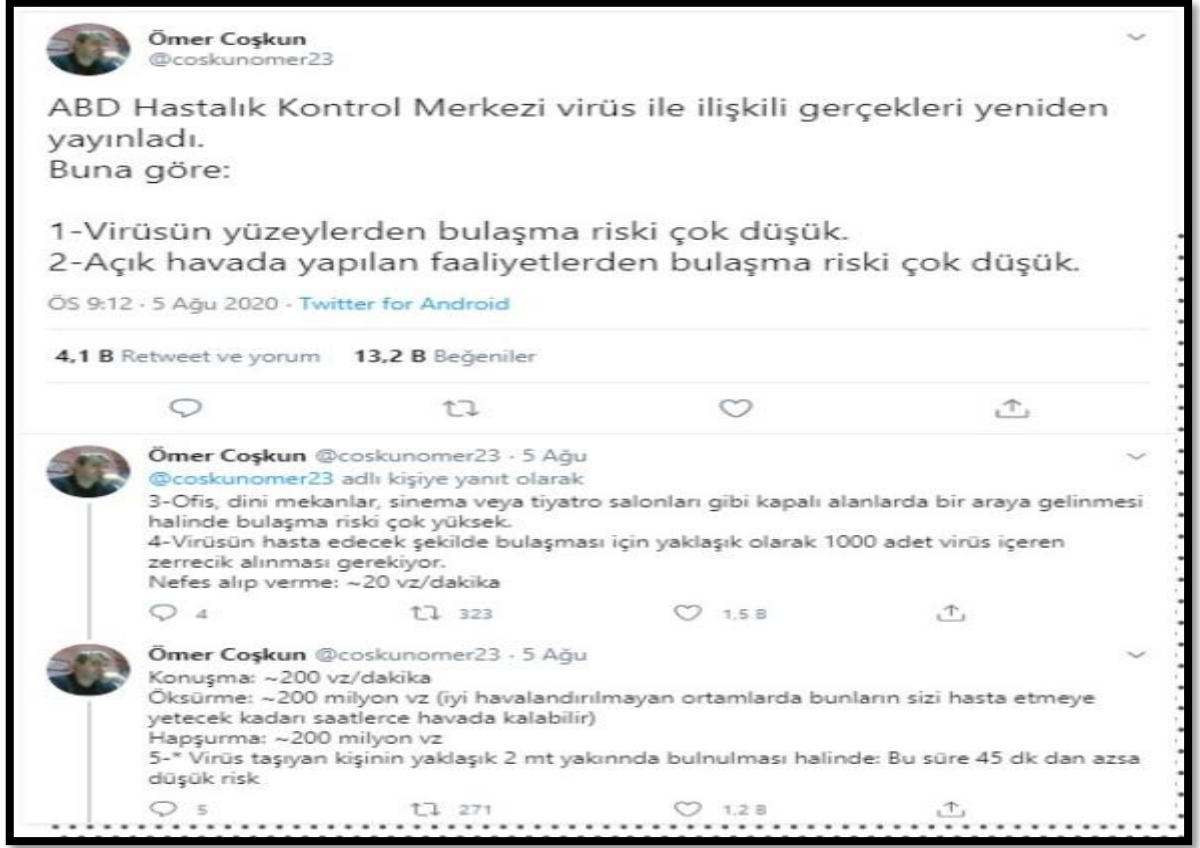 Ömer Coşkun
@coskunomer23
ABD Hastalık Kontrol Merkezi virüs ile ilişkili gerçekleri yeniden
yayınladı.
Buna göre:
1-Virüsün yüzeylerden bulaşma riski çok düşük.
2-Açık havada yapılan faaliyetlerden bulaşma riski çok düşük.
ÖS 9:12 · 5 Ağu 2020 · Twitter for Android
4,1 B Retweet ve yorum 13,2 B Beğeniler
Ömer Coşkun @coskunomer23 · 5 Ağu
@coskunomer23 adlı kişiye yanıt olarak
3-Ofis, dini mekanlar, sinema veya tiyatro salonları gibi kapalı alanlarda bir araya gelinmesi
halinde bulaşma riski çok yüksek.
4-Virüsün hasta edecek şekilde bulaşması için yaklaşık olarak 1000 adet virüs içeren
zerrecik alınması gerekiyor.
Nefes alıp verme: ~20 vz/dakika
4 323 1,5 B
Ömer Coşkun @coskunomer23 · 5 Ağu
Konuşma: ~200 vz/dakika
Öksürme: ~200 milyon vz (iyi havalandırılmayan ortamlarda bunların sizi hasta etmeye
yetecek kadarı saatlerce havada kalabilir)
Hapşurma: ~200 milyon vz
5-* Virüs taşıyan kişinin yaklaşık 2 mt yakınnda bulnulması halinde: Bu süre 45 dk dan azsa
düşük risk
5 271 1,2 B